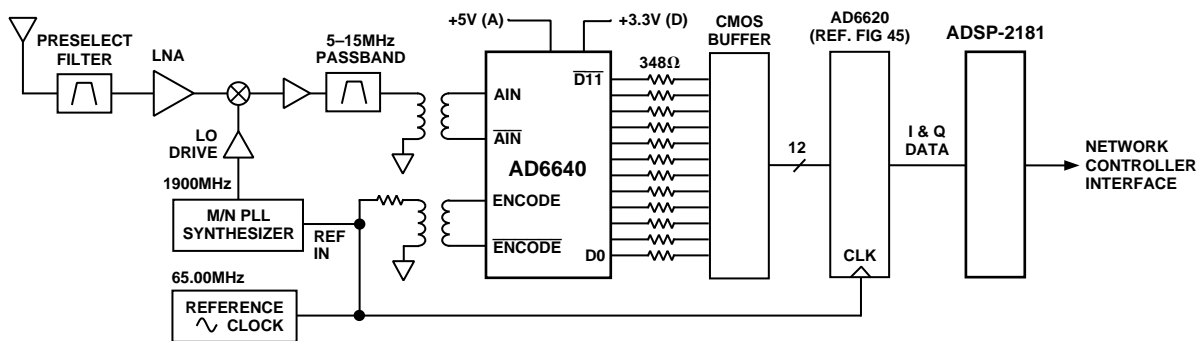 PRESELECT
FILTER
LNA
5–15MHz
PASSBAND
+5V (A)
+3.3V (D)
CMOS
BUFFER
AD6620
(REF. FIG 45)
ADSP-2181
348Ω
D11
AIN
AIN
AD6640
ENCODE
ENCODE
D0
LO
DRIVE
1900MHz
M/N PLL
SYNTHESIZER
REF
IN
65.00MHz
REFERENCE
CLOCK
12
I & Q
DATA
CLK
NETWORK
CONTROLLER
INTERFACE